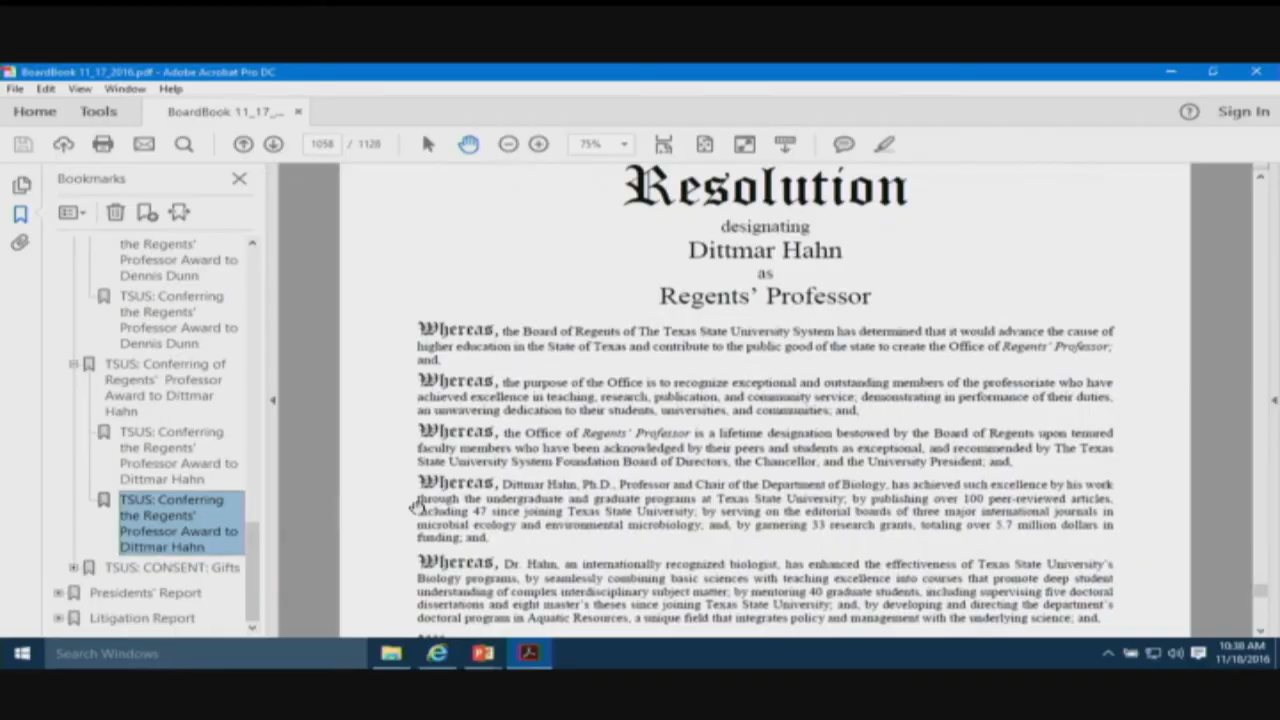 BoardBook 11_17_2016.pdf - Adobe Acrobat Pro DC
File Edit View Window Help
Home Tools BoardBook 11_17_... ×
? Sign In
1058 / 1128 75%
Bookmarks
the Regents'
Professor Award to
Dennis Dunn
TSUS: Conferring
the Regents'
Professor Award to
Dennis Dunn
TSUS: Conferring of
Regents' Professor
Award to Dittmar
Hahn
TSUS: Conferring
the Regents'
Professor Award to
Dittmar Hahn
TSUS: Conferring
the Regents'
Professor Award to
Dittmar Hahn
TSUS: CONSENT: Gifts
Presidents' Report
Litigation Report
Resolution
designating
Dittmar Hahn
as
Regents' Professor
Whereas, the Board of Regents of The Texas State University System has determined that it would advance the cause of
higher education in the State of Texas and contribute to the public good of the state to create the Office of Regents' Professor;
and,
Whereas, the purpose of the Office is to recognize exceptional and outstanding members of the professoriate who have
achieved excellence in teaching, research, publication, and community service; demonstrating in performance of their duties,
an unwavering dedication to their students, universities, and communities; and,
Whereas, the Office of Regents' Professor is a lifetime designation bestowed by the Board of Regents upon tenured
faculty members who have been acknowledged by their peers and students as exceptional, and recommended by The Texas
State University System Foundation Board of Directors, the Chancellor, and the University President; and,
Whereas, Dittmar Hahn, Ph.D., Professor and Chair of the Department of Biology, has achieved such excellence by his work
through the undergraduate and graduate programs at Texas State University; by publishing over 100 peer-reviewed articles,
including 47 since joining Texas State University; by serving on the editorial boards of three major international journals in
microbial ecology and environmental microbiology; and, by garnering 33 research grants, totaling over 5.7 million dollars in
funding; and,
Whereas, Dr. Hahn, an internationally recognized biologist, has enhanced the effectiveness of Texas State University's
Biology programs, by seamlessly combining basic sciences with teaching excellence into courses that promote deep student
understanding of complex interdisciplinary subject matter; by mentoring 40 graduate students, including supervising five doctoral
dissertations and eight master's theses since joining Texas State University; and, by developing and directing the department's
doctoral program in Aquatic Resources, a unique field that integrates policy and management with the underlying science; and,
Search Windows
10:38 AM
11/18/2016